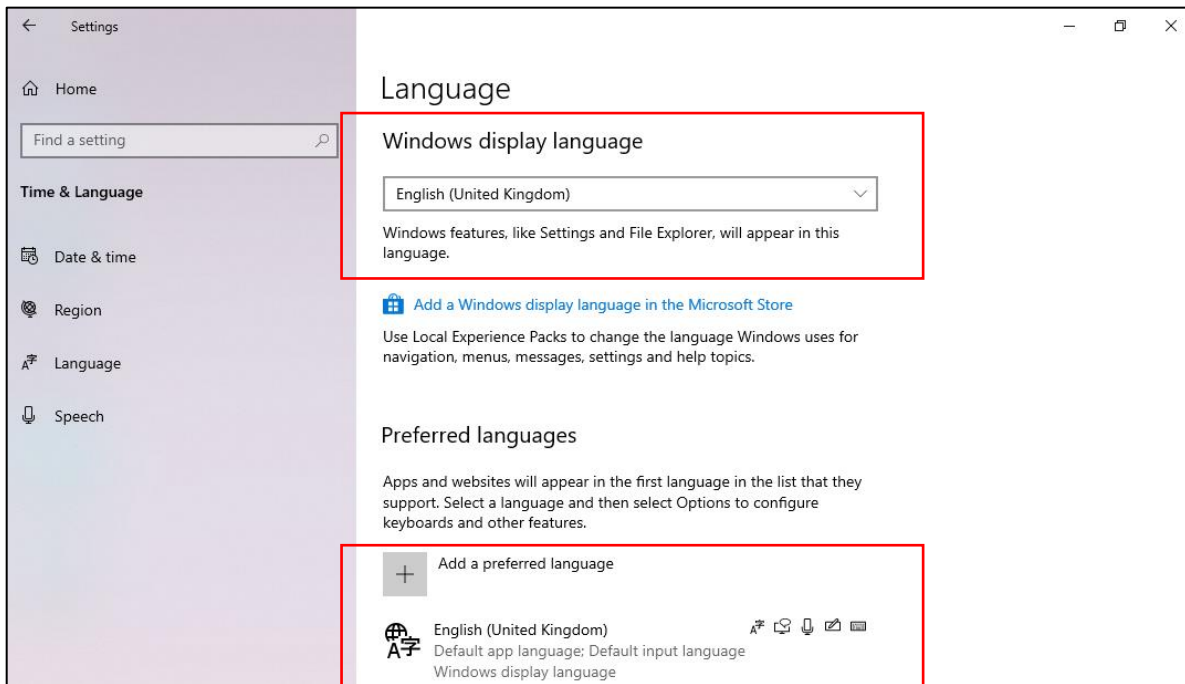 Settings
Home
Find a setting
Time & Language
Date & time
Region
Language
Speech
Language
Windows display language
English (United Kingdom)
Windows features, like Settings and File Explorer, will appear in this
language.
Add a Windows display language in the Microsoft Store
Use Local Experience Packs to change the language Windows uses for
navigation, menus, messages, settings and help topics.
Preferred languages
Apps and websites will appear in the first language in the list that they
support. Select a language and then select Options to configure
keyboards and other features.
Add a preferred language
English (United Kingdom)
Default app language; Default input language
Windows display language